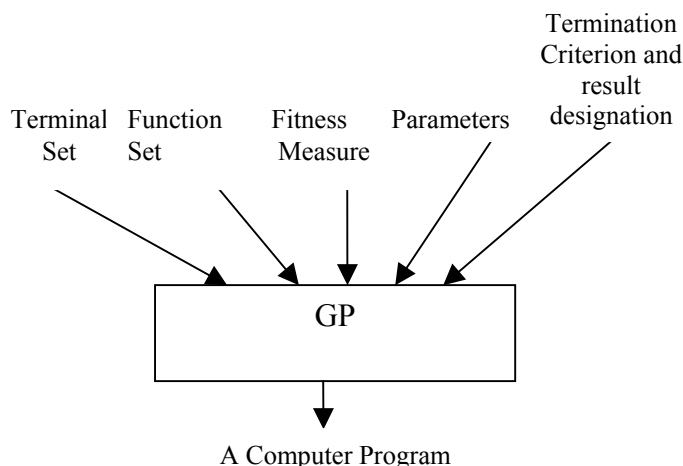 Termination
Criterion and
result
designation
Terminal
Set
Function
Set
Fitness
Measure
Parameters
GP
A Computer Program